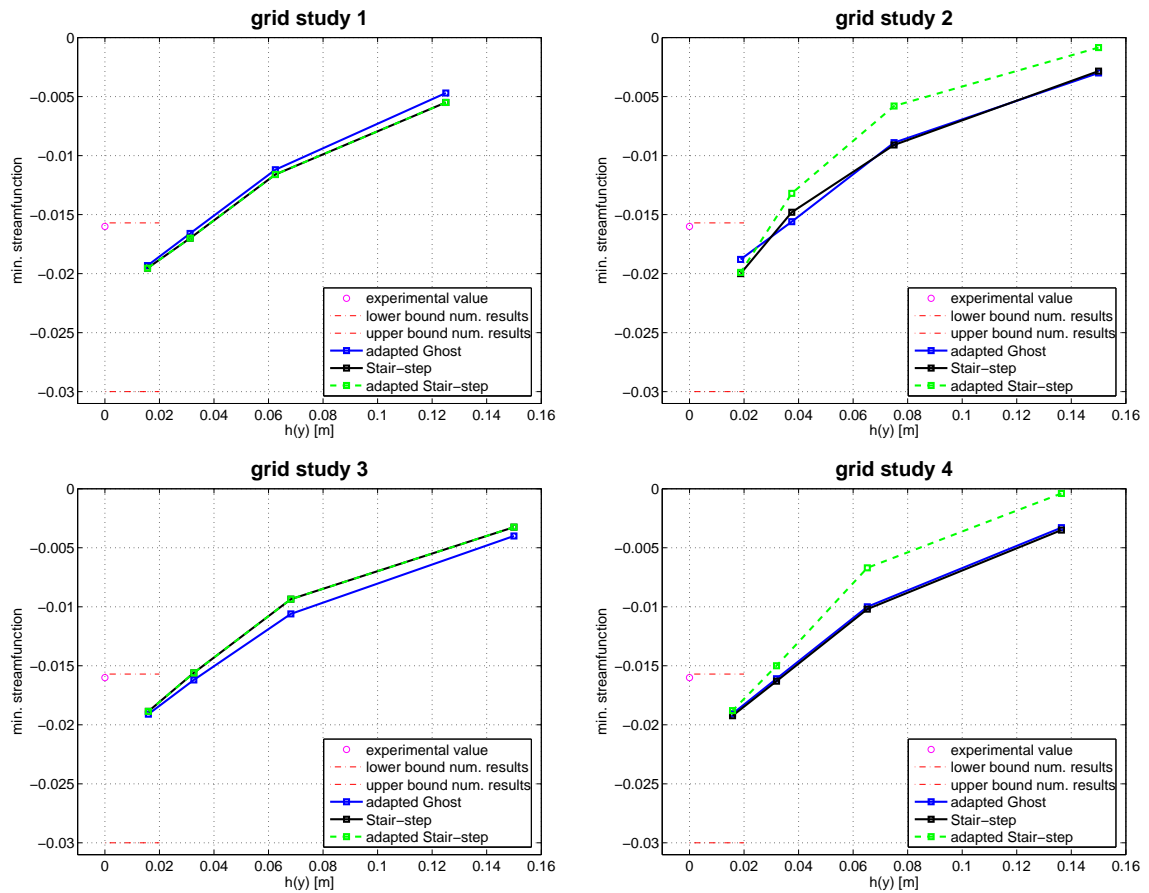 grid study 1
0
−0.005
−0.01
−0.015
−0.02
−0.025
−0.03
min. streamfunction
experimental value
lower bound num. results
upper bound num. results
adapted Ghost
Stair−step
adapted Stair−step
0 0.02 0.04 0.06 0.08 0.1 0.12 0.14 0.16
h(y) [m]
grid study 2
0
−0.005
−0.01
−0.015
−0.02
−0.025
−0.03
min. streamfunction
experimental value
lower bound num. results
upper bound num. results
adapted Ghost
Stair−step
adapted Stair−step
0 0.02 0.04 0.06 0.08 0.1 0.12 0.14 0.16
h(y) [m]
grid study 3
0
−0.005
−0.01
−0.015
−0.02
−0.025
−0.03
min. streamfunction
experimental value
lower bound num. results
upper bound num. results
adapted Ghost
Stair−step
adapted Stair−step
0 0.02 0.04 0.06 0.08 0.1 0.12 0.14 0.16
h(y) [m]
grid study 4
0
−0.005
−0.01
−0.015
−0.02
−0.025
−0.03
min. streamfunction
experimental value
lower bound num. results
upper bound num. results
adapted Ghost
Stair−step
adapted Stair−step
0 0.02 0.04 0.06 0.08 0.1 0.12 0.14 0.16
h(y) [m]